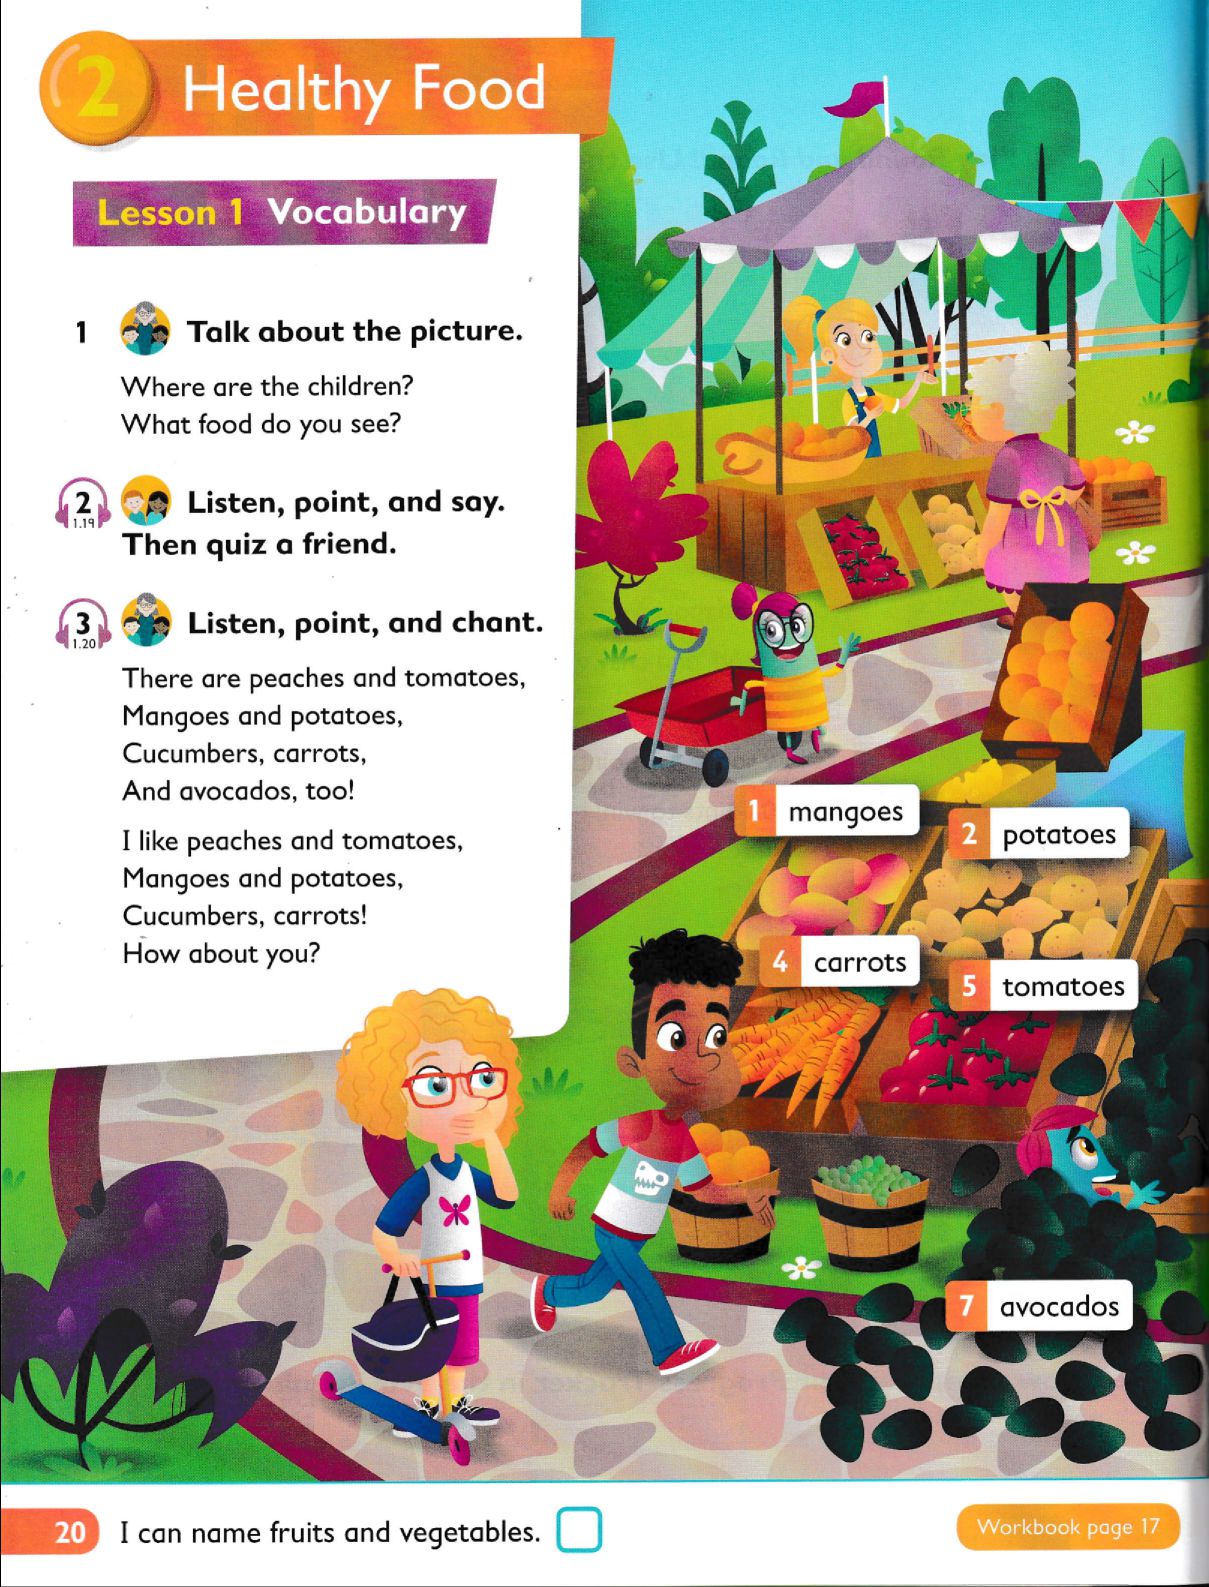 2 Healthy Food
Lesson 1 Vocabulary
1 Talk about the picture.
Where are the children?
What food do you see?
2 Listen, point, and say.
1.19
Then quiz a friend.
3 Listen, point, and chant.
1.20
There are peaches and tomatoes,
Mangoes and potatoes,
Cucumbers, carrots,
And avocados, too!
I like peaches and tomatoes,
Mangoes and potatoes,
Cucumbers, carrots!
How about you?
1 mangoes
2 potatoes
4 carrots
5 tomatoes
7 avocados
20 I can name fruits and vegetables.
Workbook page 17